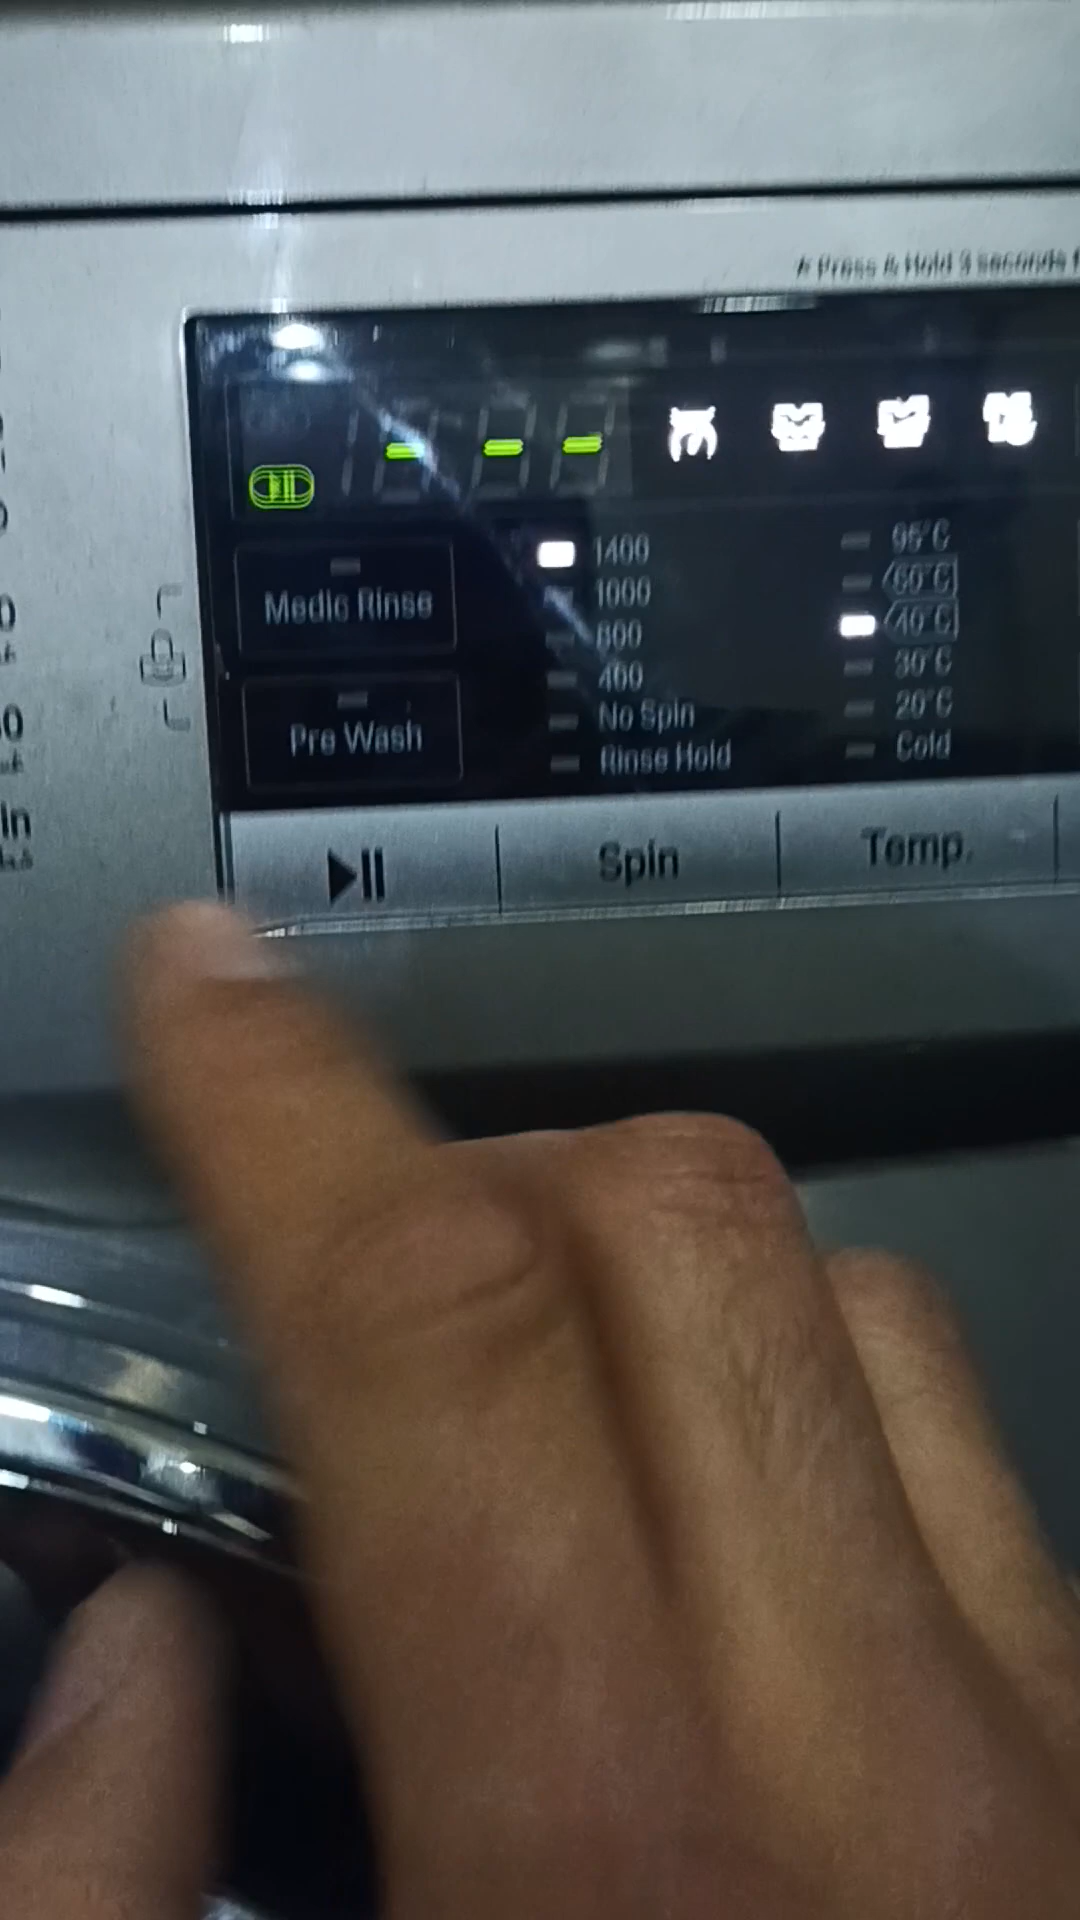 * Press & Hold 3 seconds
- - -
Medic Rinse
Pre Wash
1400
1000
800
400
No Spin
Rinse Hold
95°C
60°C
40°C
30°C
20°C
Cold
Spin
Temp.
In